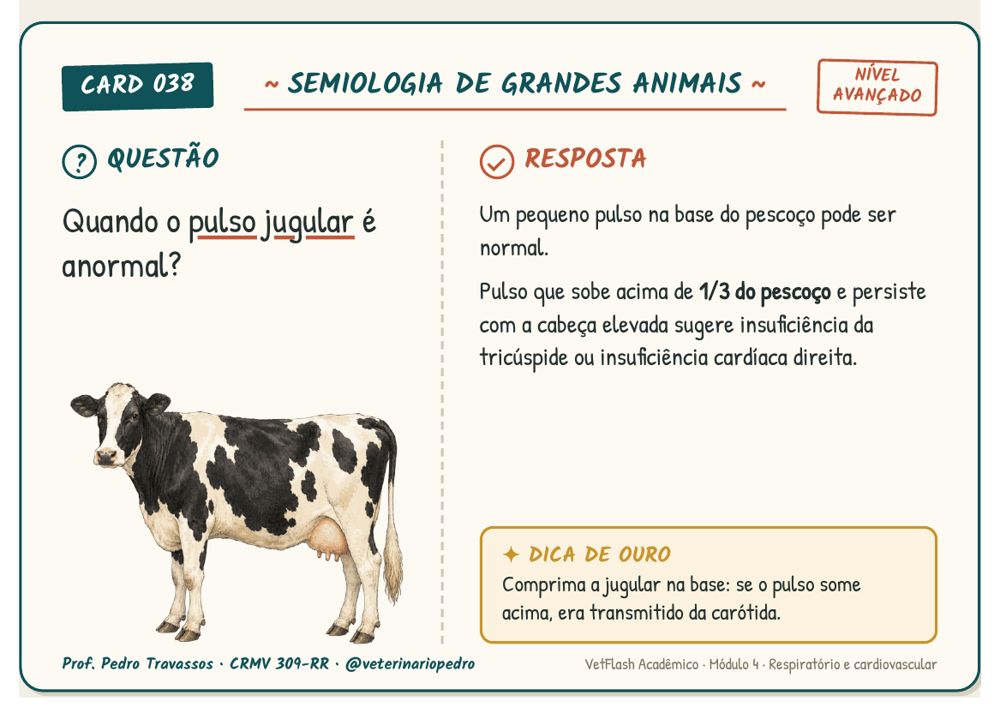 CARD 038
~ SEMIOLOGIA DE GRANDES ANIMAIS ~
NÍVEL
AVANÇADO
? QUESTÃO
Quando o pulso jugular é
anormal?
RESPOSTA
Um pequeno pulso na base do pescoço pode ser
normal.
Pulso que sobe acima de 1/3 do pescoço e persiste
com a cabeça elevada sugere insuficiência da
tricúspide ou insuficiência cardíaca direita.
✦ DICA DE OURO
Comprima a jugular na base: se o pulso some
acima, era transmitido da carótida.
Prof. Pedro Travassos · CRMV 309-RR · @veterinariopedro
VetFlash Acadêmico · Módulo 4 · Respiratório e cardiovascular